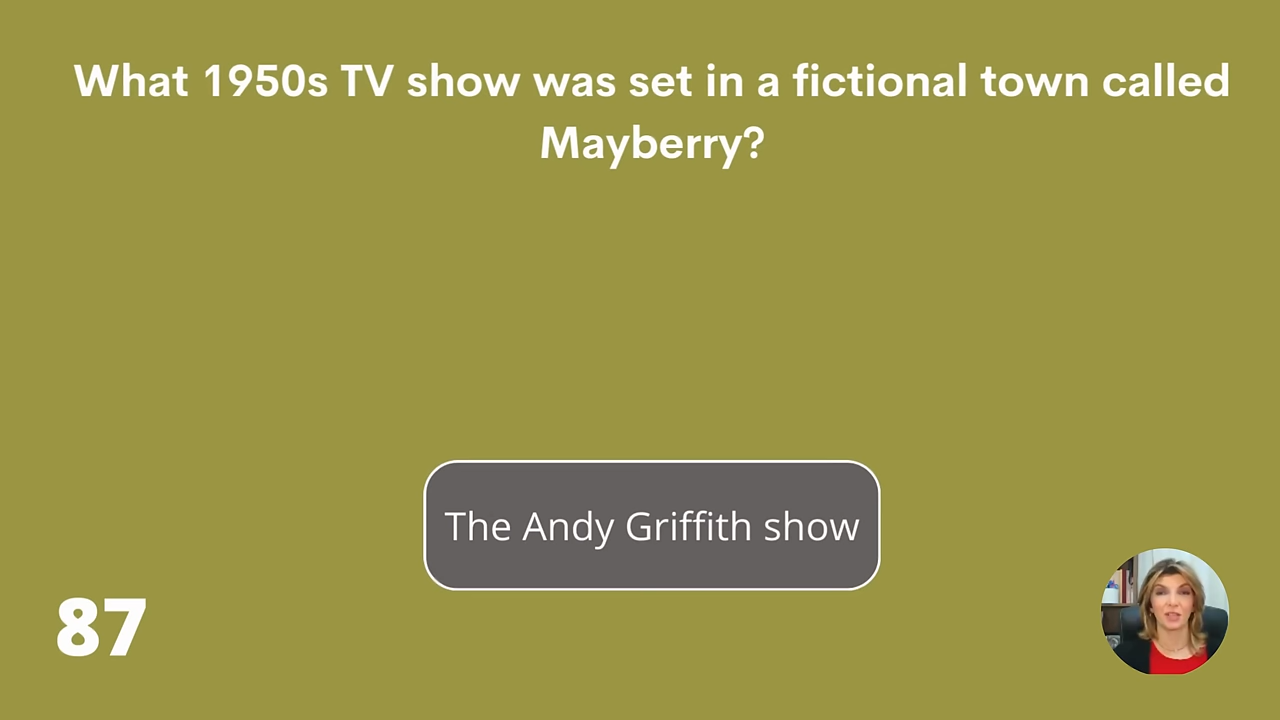 What 1950s TV show was set in a fictional town called
Mayberry?
The Andy Griffith show
87